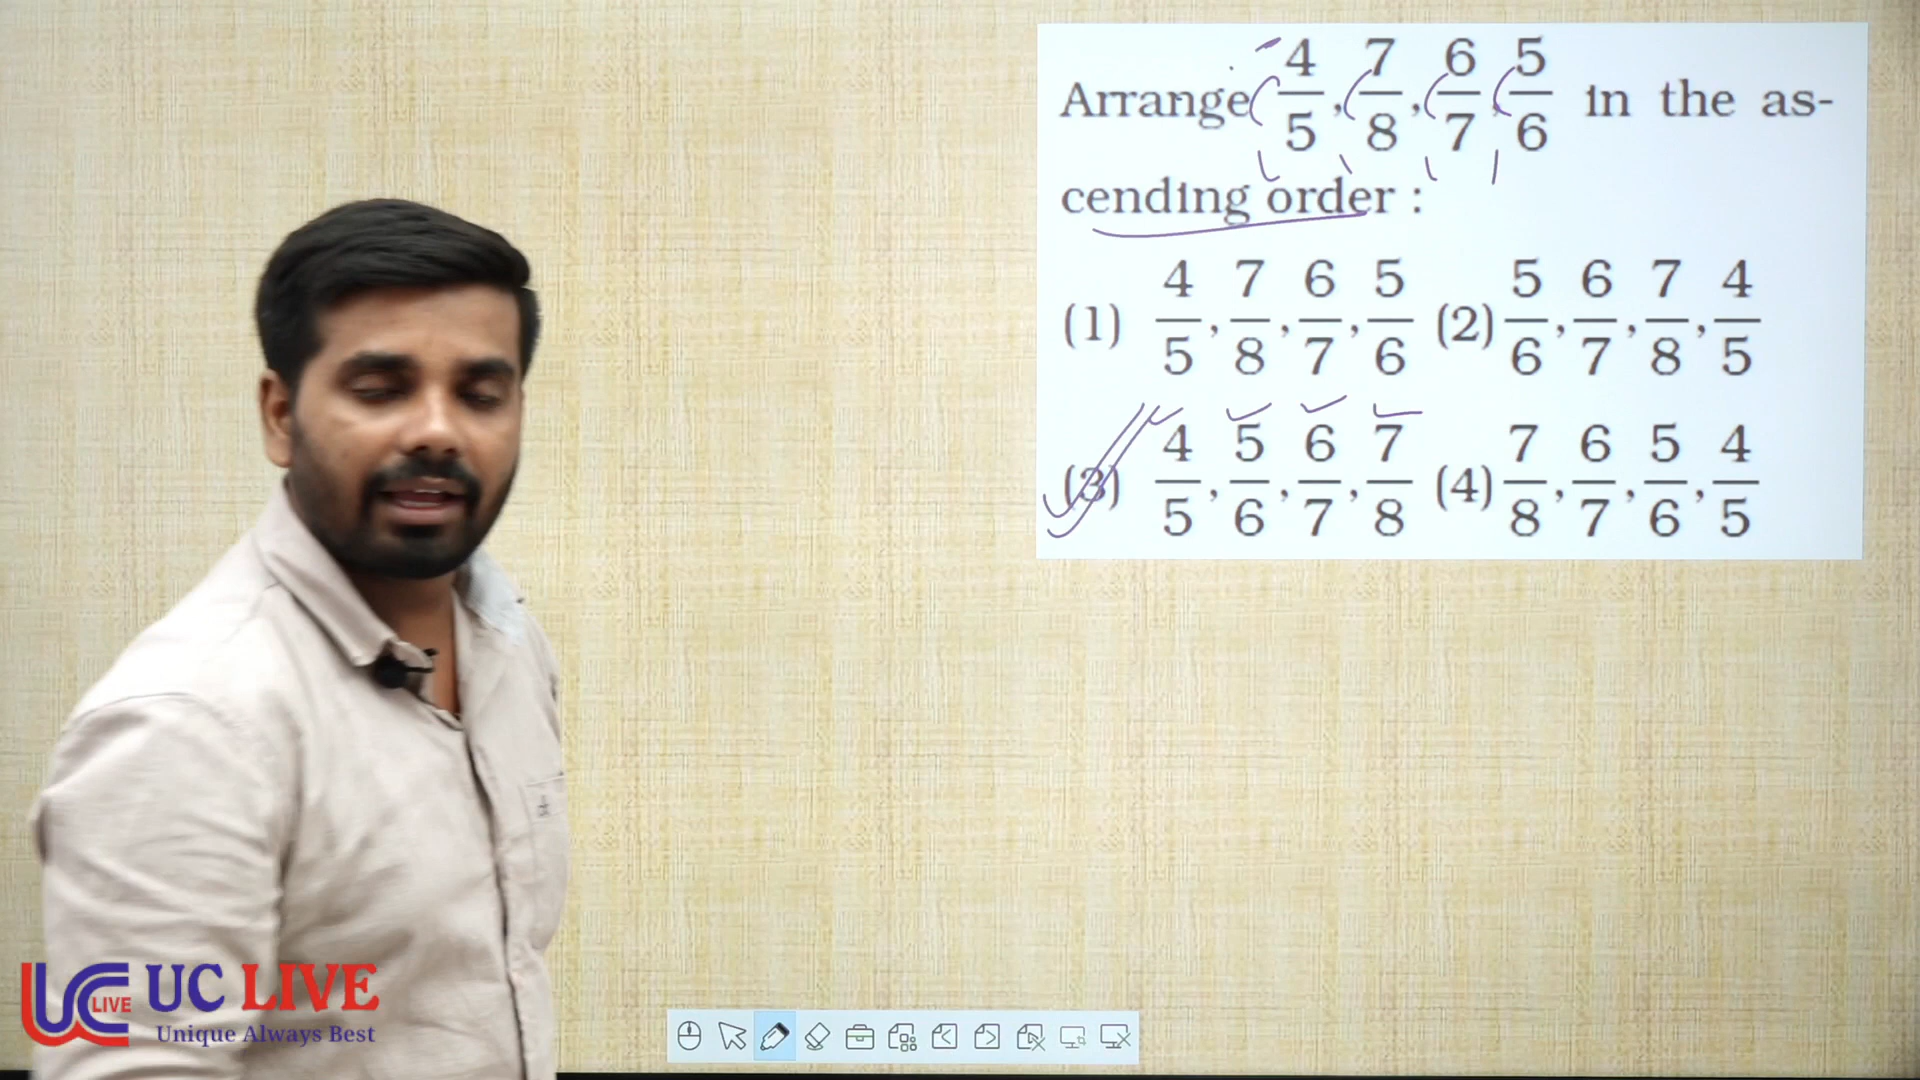 Arrange 4/5, 7/8, 6/7, 5/6 in the as-
cending order :
(1) 4/5, 7/8, 6/7, 5/6 (2) 5/6, 6/7, 7/8, 4/5
(3) 4/5, 5/6, 6/7, 7/8 (4) 7/8, 6/7, 5/6, 4/5
UC LIVE UC LIVE
Unique Always Best